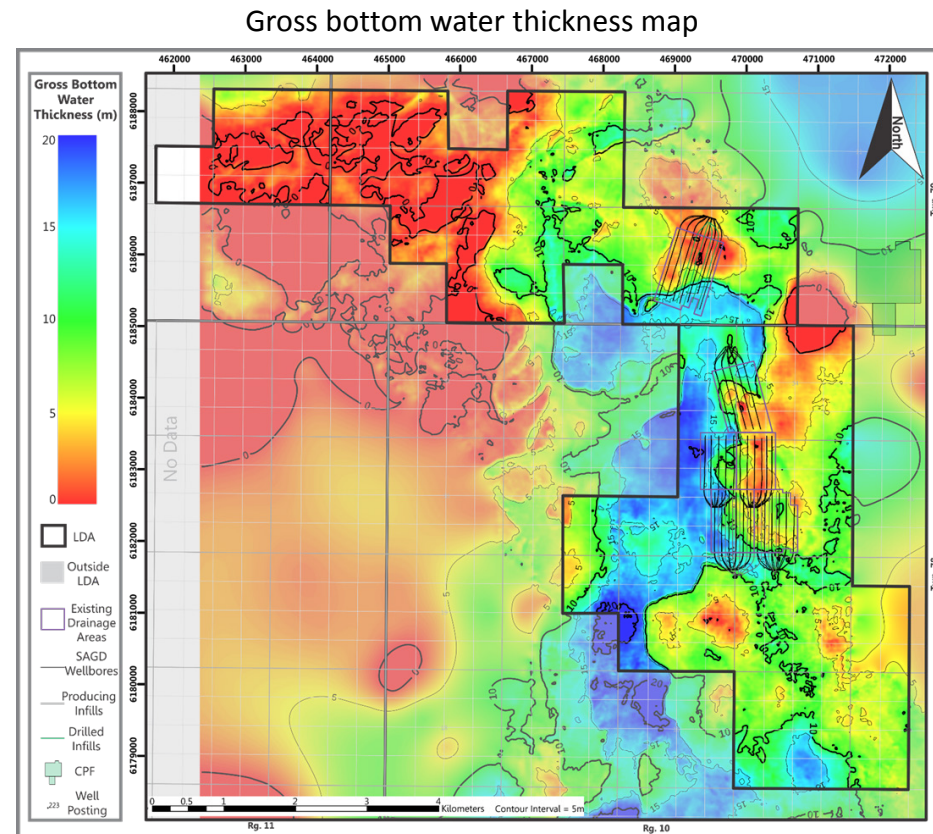 Gross bottom water thickness map
462000 463000 464000 465000 466000 467000 468000 469000 470000 471000 472000
Gross Bottom
Water
Thickness (m)
20
15
10
5
0
LDA
Outside
LDA
Existing
Drainage
Areas
SAGD
Wellbores
Producing
Infills
Drilled
Infills
CPF
Well
Posting
.223
6188000
6187000
6186000
6185000
6184000
6183000
6182000
6181000
6180000
6179000
No Data
North
0 0.5 1 2 3 4
Kilometers Contour Interval = 5m
Rg. 11 Rg. 10